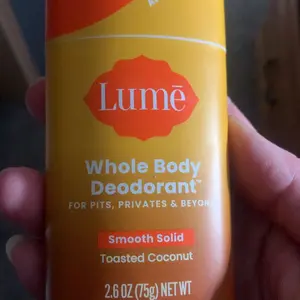 Lumē
Whole Body
Deodorant™
FOR PITS, PRIVATES & BEYOND
Smooth Solid
Toasted Coconut
2.6 OZ (75g) NET WT